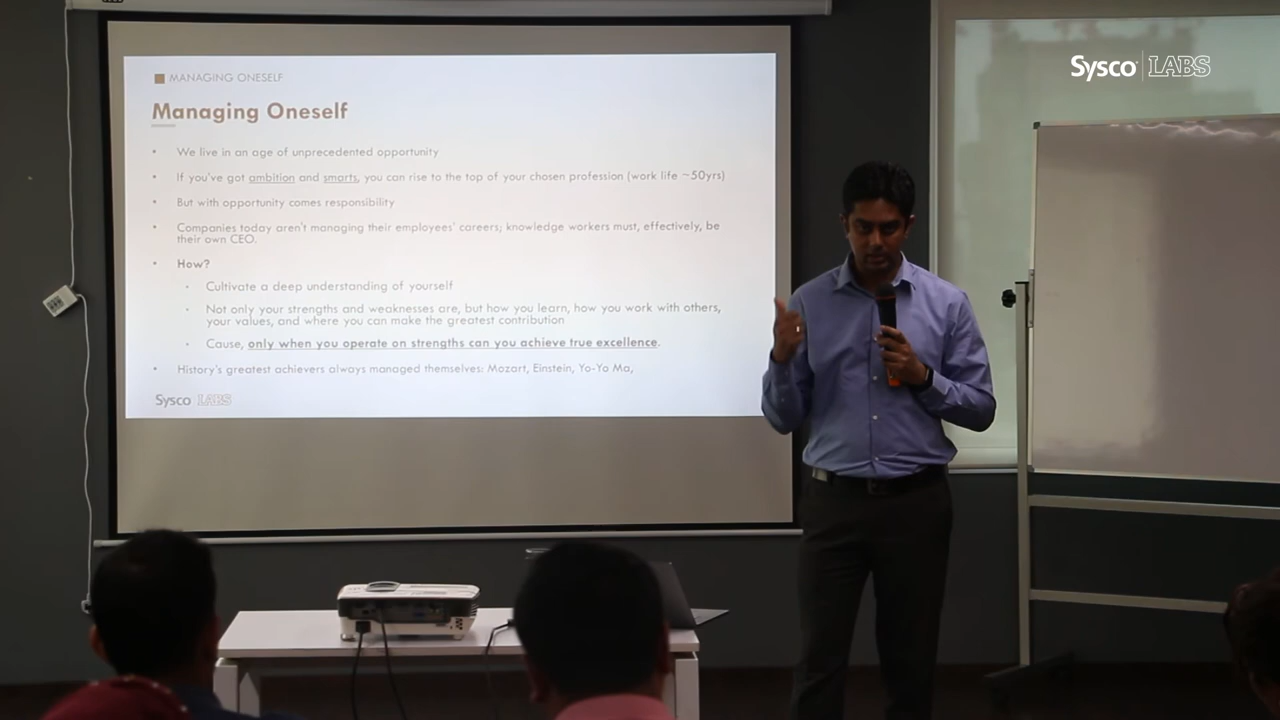 Sysco LABS
MANAGING ONESELF
Managing Oneself
• We live in an age of unprecedented opportunity
• If you've got ambition and smarts, you can rise to the top of your chosen profession (work life ~50yrs)
• But with opportunity comes responsibility
• Companies today aren't managing their employees' careers; knowledge workers must, effectively, be
their own CEO.
• How?
• Cultivate a deep understanding of yourself
• Not only your strengths and weaknesses are, but how you learn, how you work with others,
your values, and where you can make the greatest contribution
• Cause, only when you operate on strengths can you achieve true excellence.
• History's greatest achievers always managed themselves: Mozart, Einstein, Yo-Yo Ma,
Sysco LABS